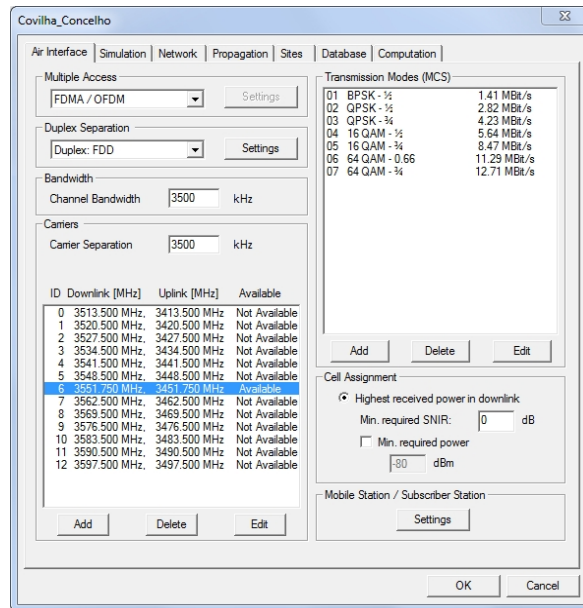 Covilha_Concelho
Air Interface
Simulation
Network
Propagation
Sites
Database
Computation
Multiple Access
FDMA / OFDM
Settings
Duplex Separation
Duplex: FDD
Settings
Bandwidth
Channel Bandwidth 3500 kHz
Carriers
Carrier Separation 3500 kHz
ID Downlink [MHz] Uplink [MHz] Available
0 3513.500 MHz, 3413.500 MHz Not Available
1 3520.500 MHz, 3420.500 MHz Not Available
2 3527.500 MHz, 3427.500 MHz Not Available
3 3534.500 MHz, 3434.500 MHz Not Available
4 3541.500 MHz, 3441.500 MHz Not Available
5 3548.500 MHz, 3448.500 MHz Not Available
6 3551.750 MHz, 3451.750 MHz Available
7 3562.500 MHz, 3462.500 MHz Not Available
8 3569.500 MHz, 3469.500 MHz Not Available
9 3576.500 MHz, 3476.500 MHz Not Available
10 3583.500 MHz, 3483.500 MHz Not Available
11 3590.500 MHz, 3490.500 MHz Not Available
12 3597.500 MHz, 3497.500 MHz Not Available
Add
Delete
Edit
Transmission Modes (MCS)
01 BPSK - ½ 1.41 MBit/s
02 QPSK - ½ 2.82 MBit/s
03 QPSK - ¾ 4.23 MBit/s
04 16 QAM - ½ 5.64 MBit/s
05 16 QAM - ¾ 8.47 MBit/s
06 64 QAM - 0.66 11.29 MBit/s
07 64 QAM - ¾ 12.71 MBit/s
Add
Delete
Edit
Cell Assignment
Highest received power in downlink
Min. required SNIR: 0 dB
Min. required power
-80 dBm
Mobile Station / Subscriber Station
Settings
OK
Cancel